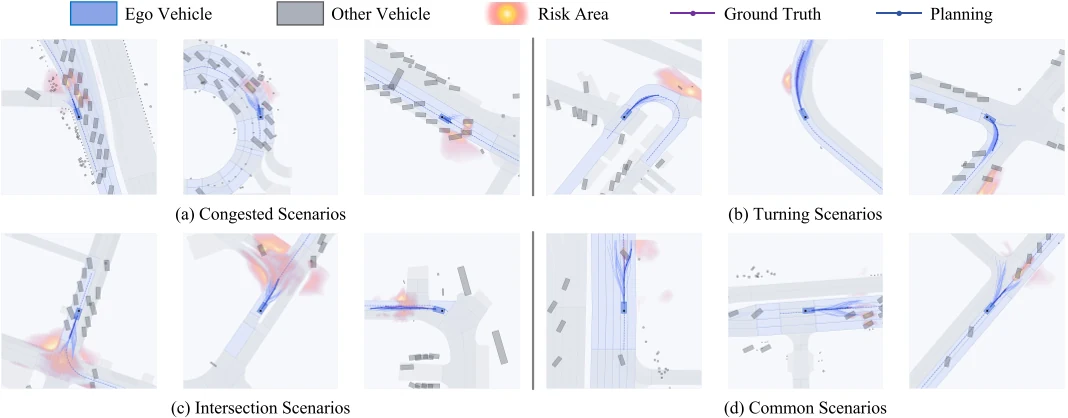 Ego Vehicle Other Vehicle Risk Area Ground Truth Planning
(a) Congested Scenarios (b) Turning Scenarios
(c) Intersection Scenarios (d) Common Scenarios